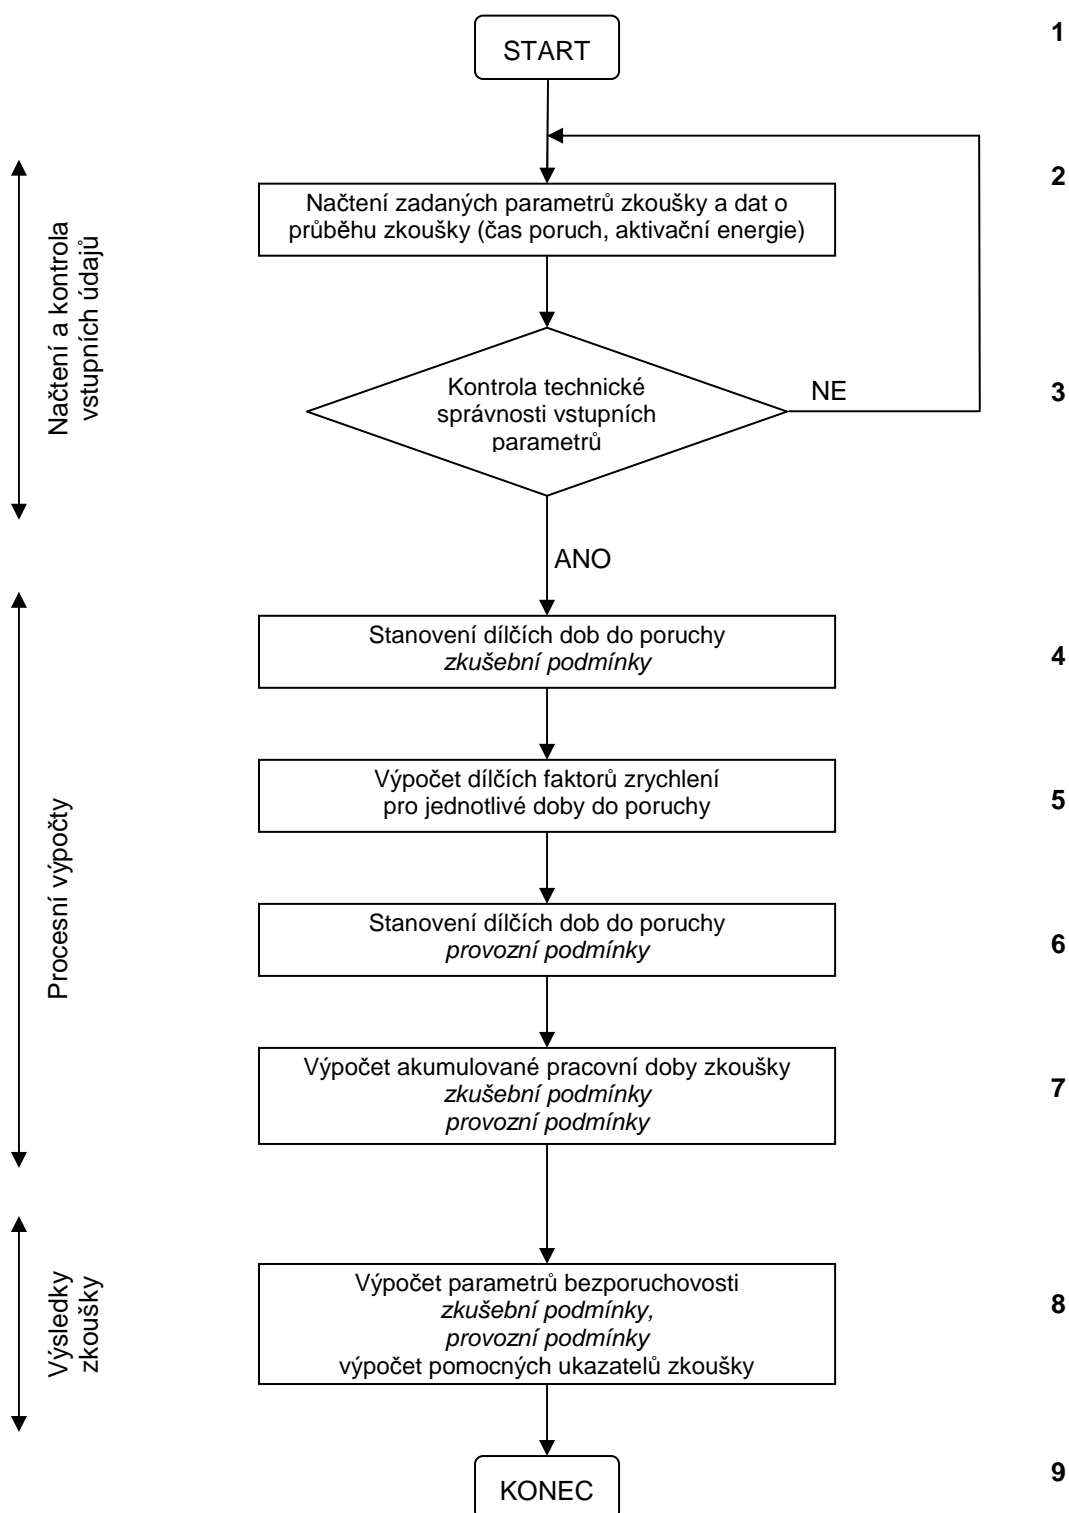 START
1
Načtení a kontrola
vstupních údajů
Načtení zadaných parametrů zkoušky a dat o
průběhu zkoušky (čas poruch, aktivační energie)
2
Kontrola technické
správnosti vstupních
parametrů
NE
3
ANO
Procesní výpočty
Stanovení dílčích dob do poruchy
zkušební podmínky
4
Výpočet dílčích faktorů zrychlení
pro jednotlivé doby do poruchy
5
Stanovení dílčích dob do poruchy
provozní podmínky
6
Výpočet akumulované pracovní doby zkoušky
zkušební podmínky
provozní podmínky
7
Výsledky
zkoušky
Výpočet parametrů bezporuchovosti
zkušební podmínky,
provozní podmínky
výpočet pomocných ukazatelů zkoušky
8
KONEC
9